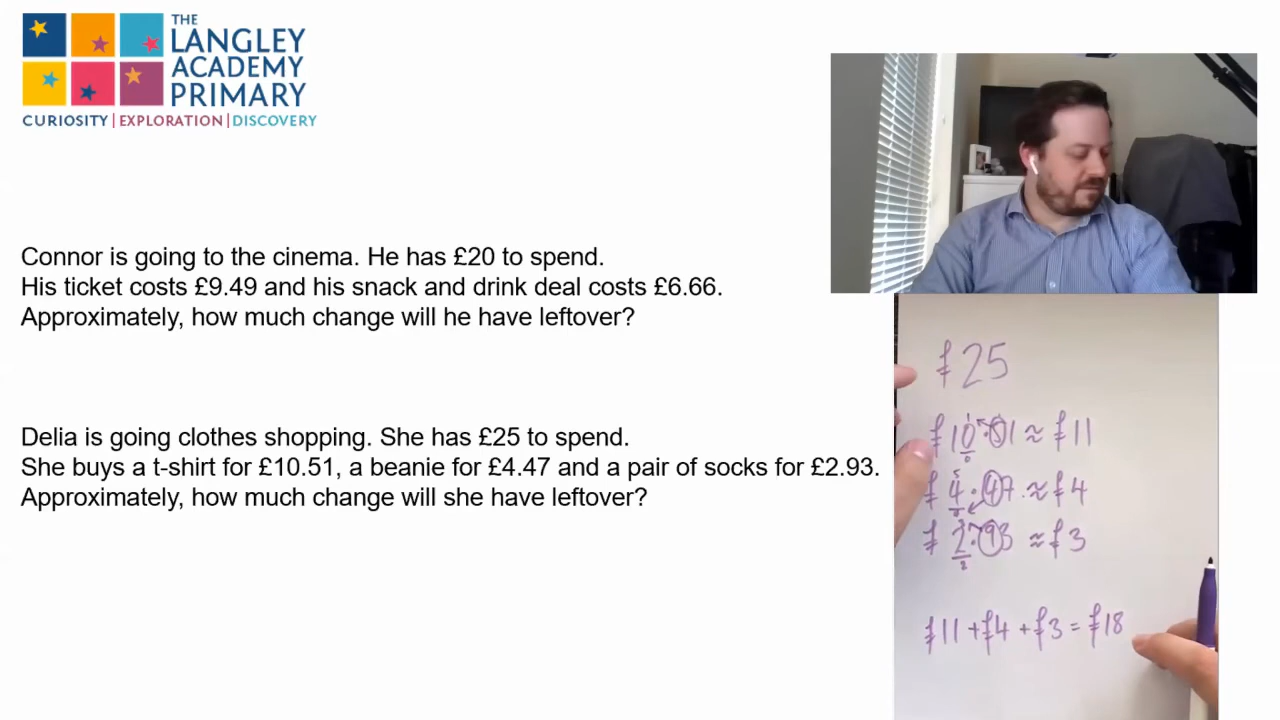 THE
LANGLEY
ACADEMY
PRIMARY
CURIOSITY | EXPLORATION | DISCOVERY
Connor is going to the cinema. He has £20 to spend.
His ticket costs £9.49 and his snack and drink deal costs £6.66.
Approximately, how much change will he have leftover?
Delia is going clothes shopping. She has £25 to spend.
She buys a t-shirt for £10.51, a beanie for £4.47 and a pair of socks for £2.93.
Approximately, how much change will she have leftover?
£25
£10.51 ≈ £11
£4.47 ≈ £4
£2.93 ≈ £3
£11 + £4 + £3 = £18